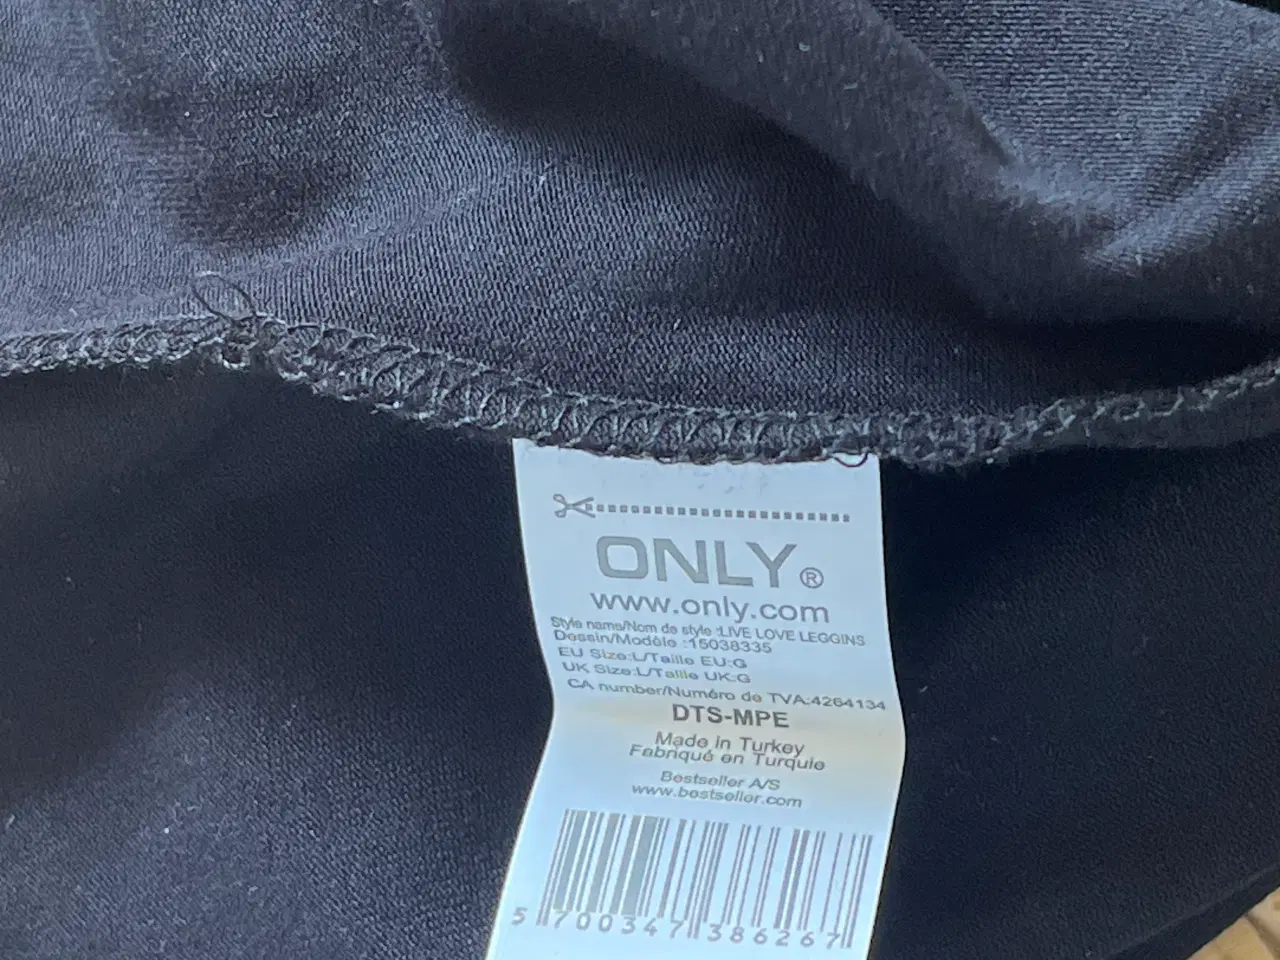 ONLY®
www.only.com
Style name/Nom de style :LIVE LOVE LEGGINS
Dessin/Modèle :15038335
EU Size:L/Taille EU:G
UK Size:L/Taille UK:G
CA number/Numéro de TVA:4264134
DTS-MPE
Made in Turkey
Fabriqué en Turquie
Bestseller A/S
www.bestseller.com
5 700347 386267